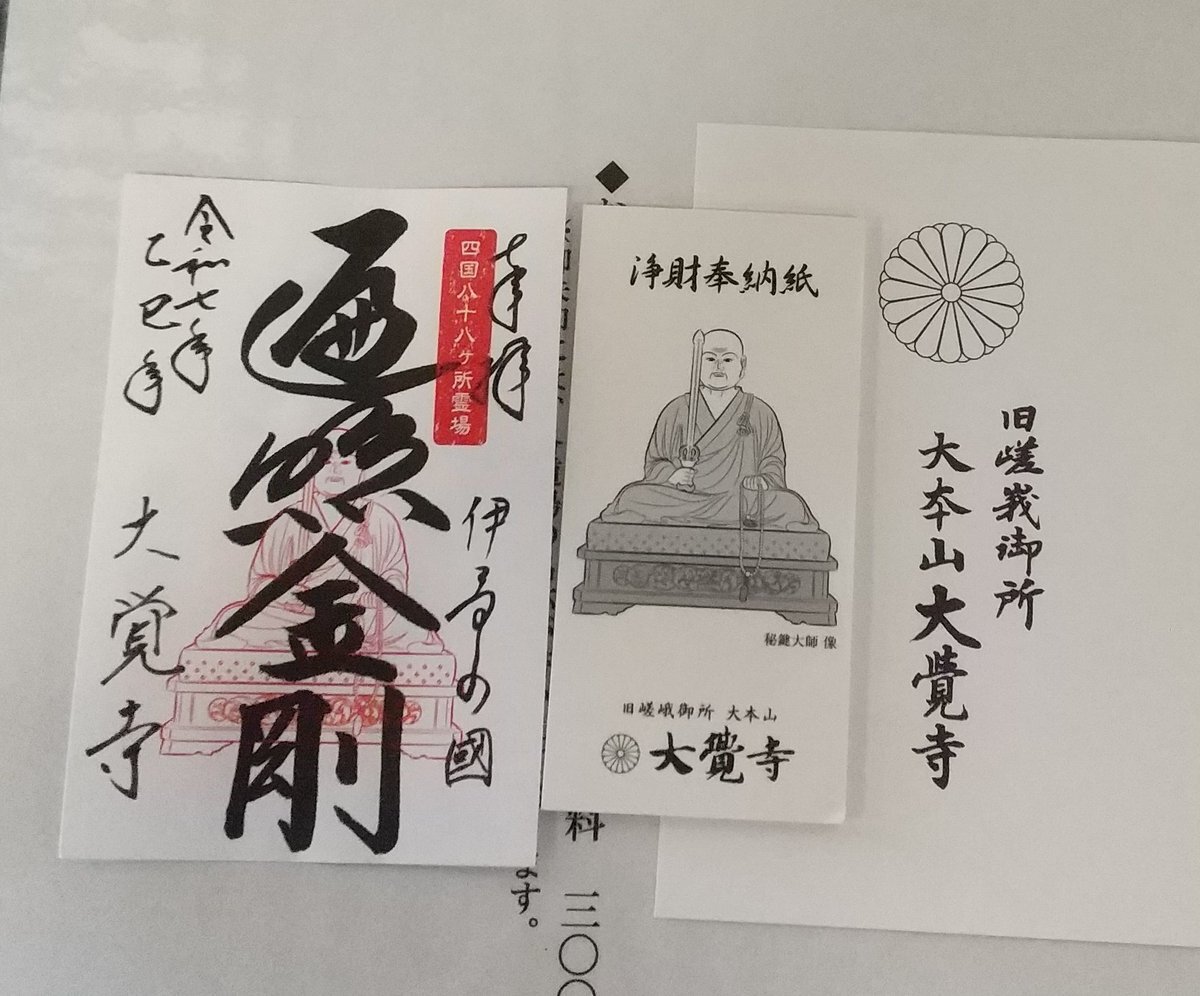 奉拝
四国八十八ヶ所霊場
伊予の國
遍照金剛
令和七年
乙巳年
大覚寺
浄財奉納紙
秘鍵大師 像
旧嵯峨御所 大本山
大覺寺
旧嵯峩御所
大本山大覺寺
◆
料 三〇〇
ます。